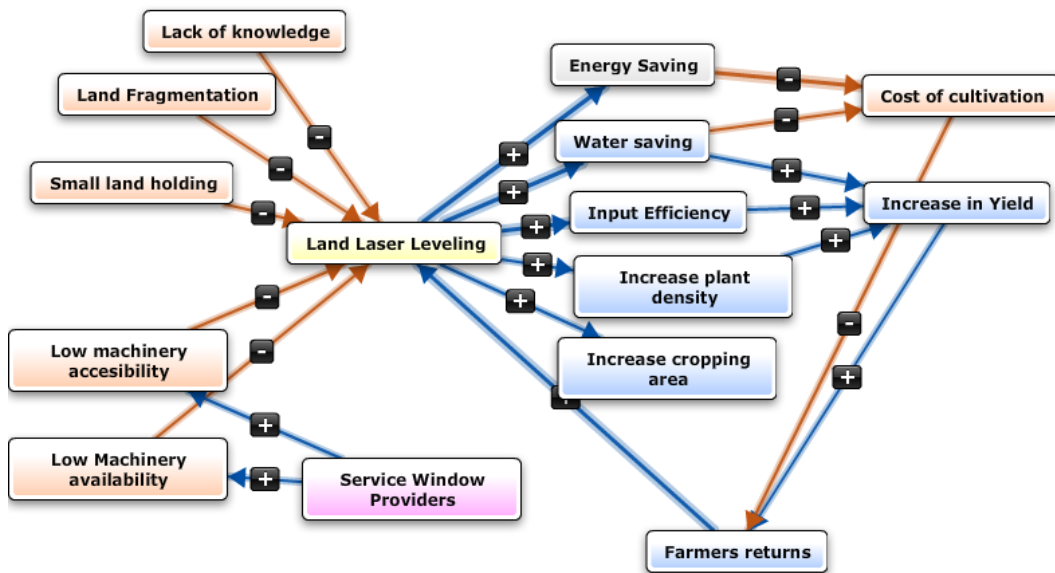 Lack of knowledge
Land Fragmentation
Small land holding
Land Laser Leveling
Low machinery
accesibility
Low Machinery
availability
Service Window
Providers
Energy Saving
Water saving
Input Efficiency
Increase plant
density
Increase cropping
area
Cost of cultivation
Increase in Yield
Farmers returns
-
-
-
-
-
+
+
+
+
+
+
+
-
-
+
+
+
-
+
+